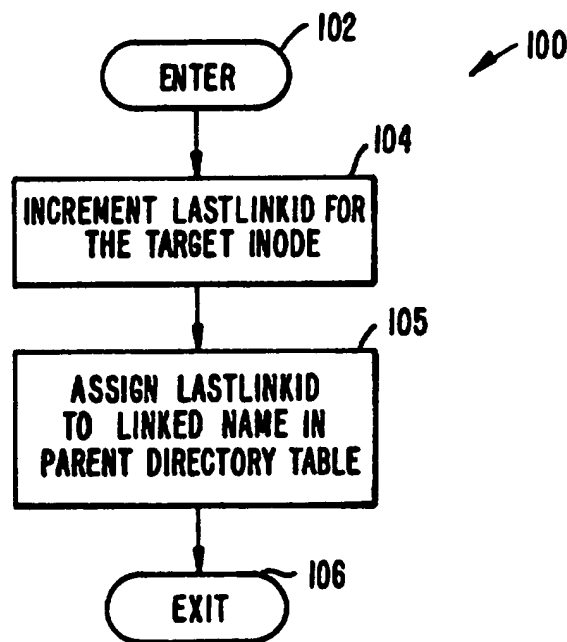 102
ENTER
100
104
INCREMENT LASTLINKID FOR
THE TARGET INODE
105
ASSIGN LASTLINKID
TO LINKED NAME IN
PARENT DIRECTORY TABLE
106
EXIT